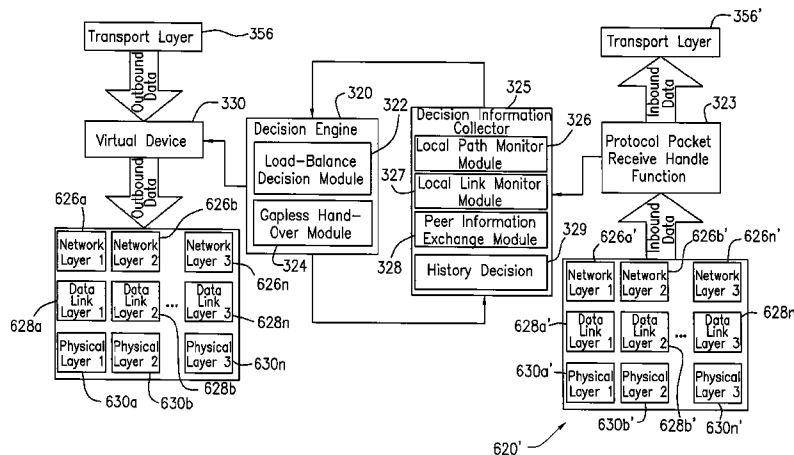 Transport Layer
356
Outbound Data
330
Virtual Device
Outbound Data
626a
626b
Network Layer 1
Network Layer 2
Network Layer 3
626n
628a
Data Link Layer 1
Data Link Layer 2
...
Data Link Layer 3
628n
Physical Layer 1
Physical Layer 2
Physical Layer 3
630n
628b
630a
630b
320
Decision Engine
322
Load-Balance
Decision Module
Gapless Hand-
Over Module
324
325
Decision Information
Collector
326
Local Path Monitor
Module
327
Local Link Monitor
Module
Peer Information
Exchange Module
328
329
History Decision
356'
Transport Layer
Inbound Data
323
Protocol Packet
Receive Handle
Function
Inbound Data
626a'
626b'
626n'
Network Layer 1
Network Layer 2
Network Layer 3
628a'
Data Link Layer 1
Data Link Layer 2
...
Data Link Layer 3
628n
630a'
Physical Layer 1
Physical Layer 2
Physical Layer 3
630b'
628b'
630n'
620'